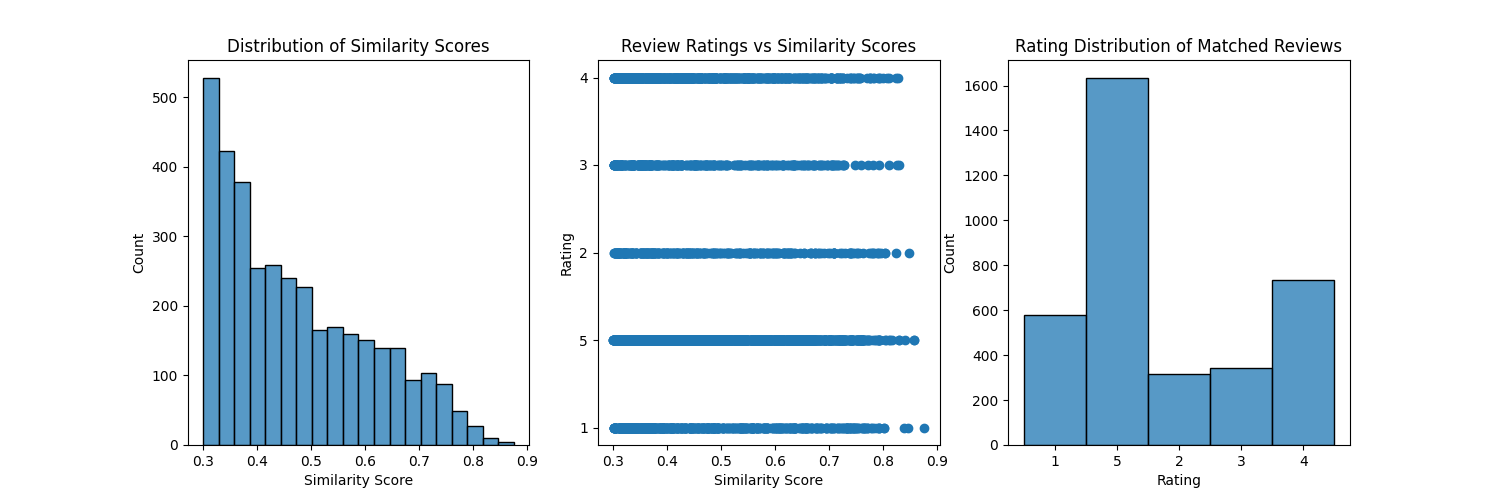 Distribution of Similarity Scores
Count
500
400
300
200
100
0
0.3 0.4 0.5 0.6 0.7 0.8 0.9
Similarity Score
Review Ratings vs Similarity Scores
Rating
4
3
2
5
1
0.3 0.4 0.5 0.6 0.7 0.8 0.9
Similarity Score
Rating Distribution of Matched Reviews
Count
1600
1400
1200
1000
800
600
400
200
0
1 5 2 3 4
Rating